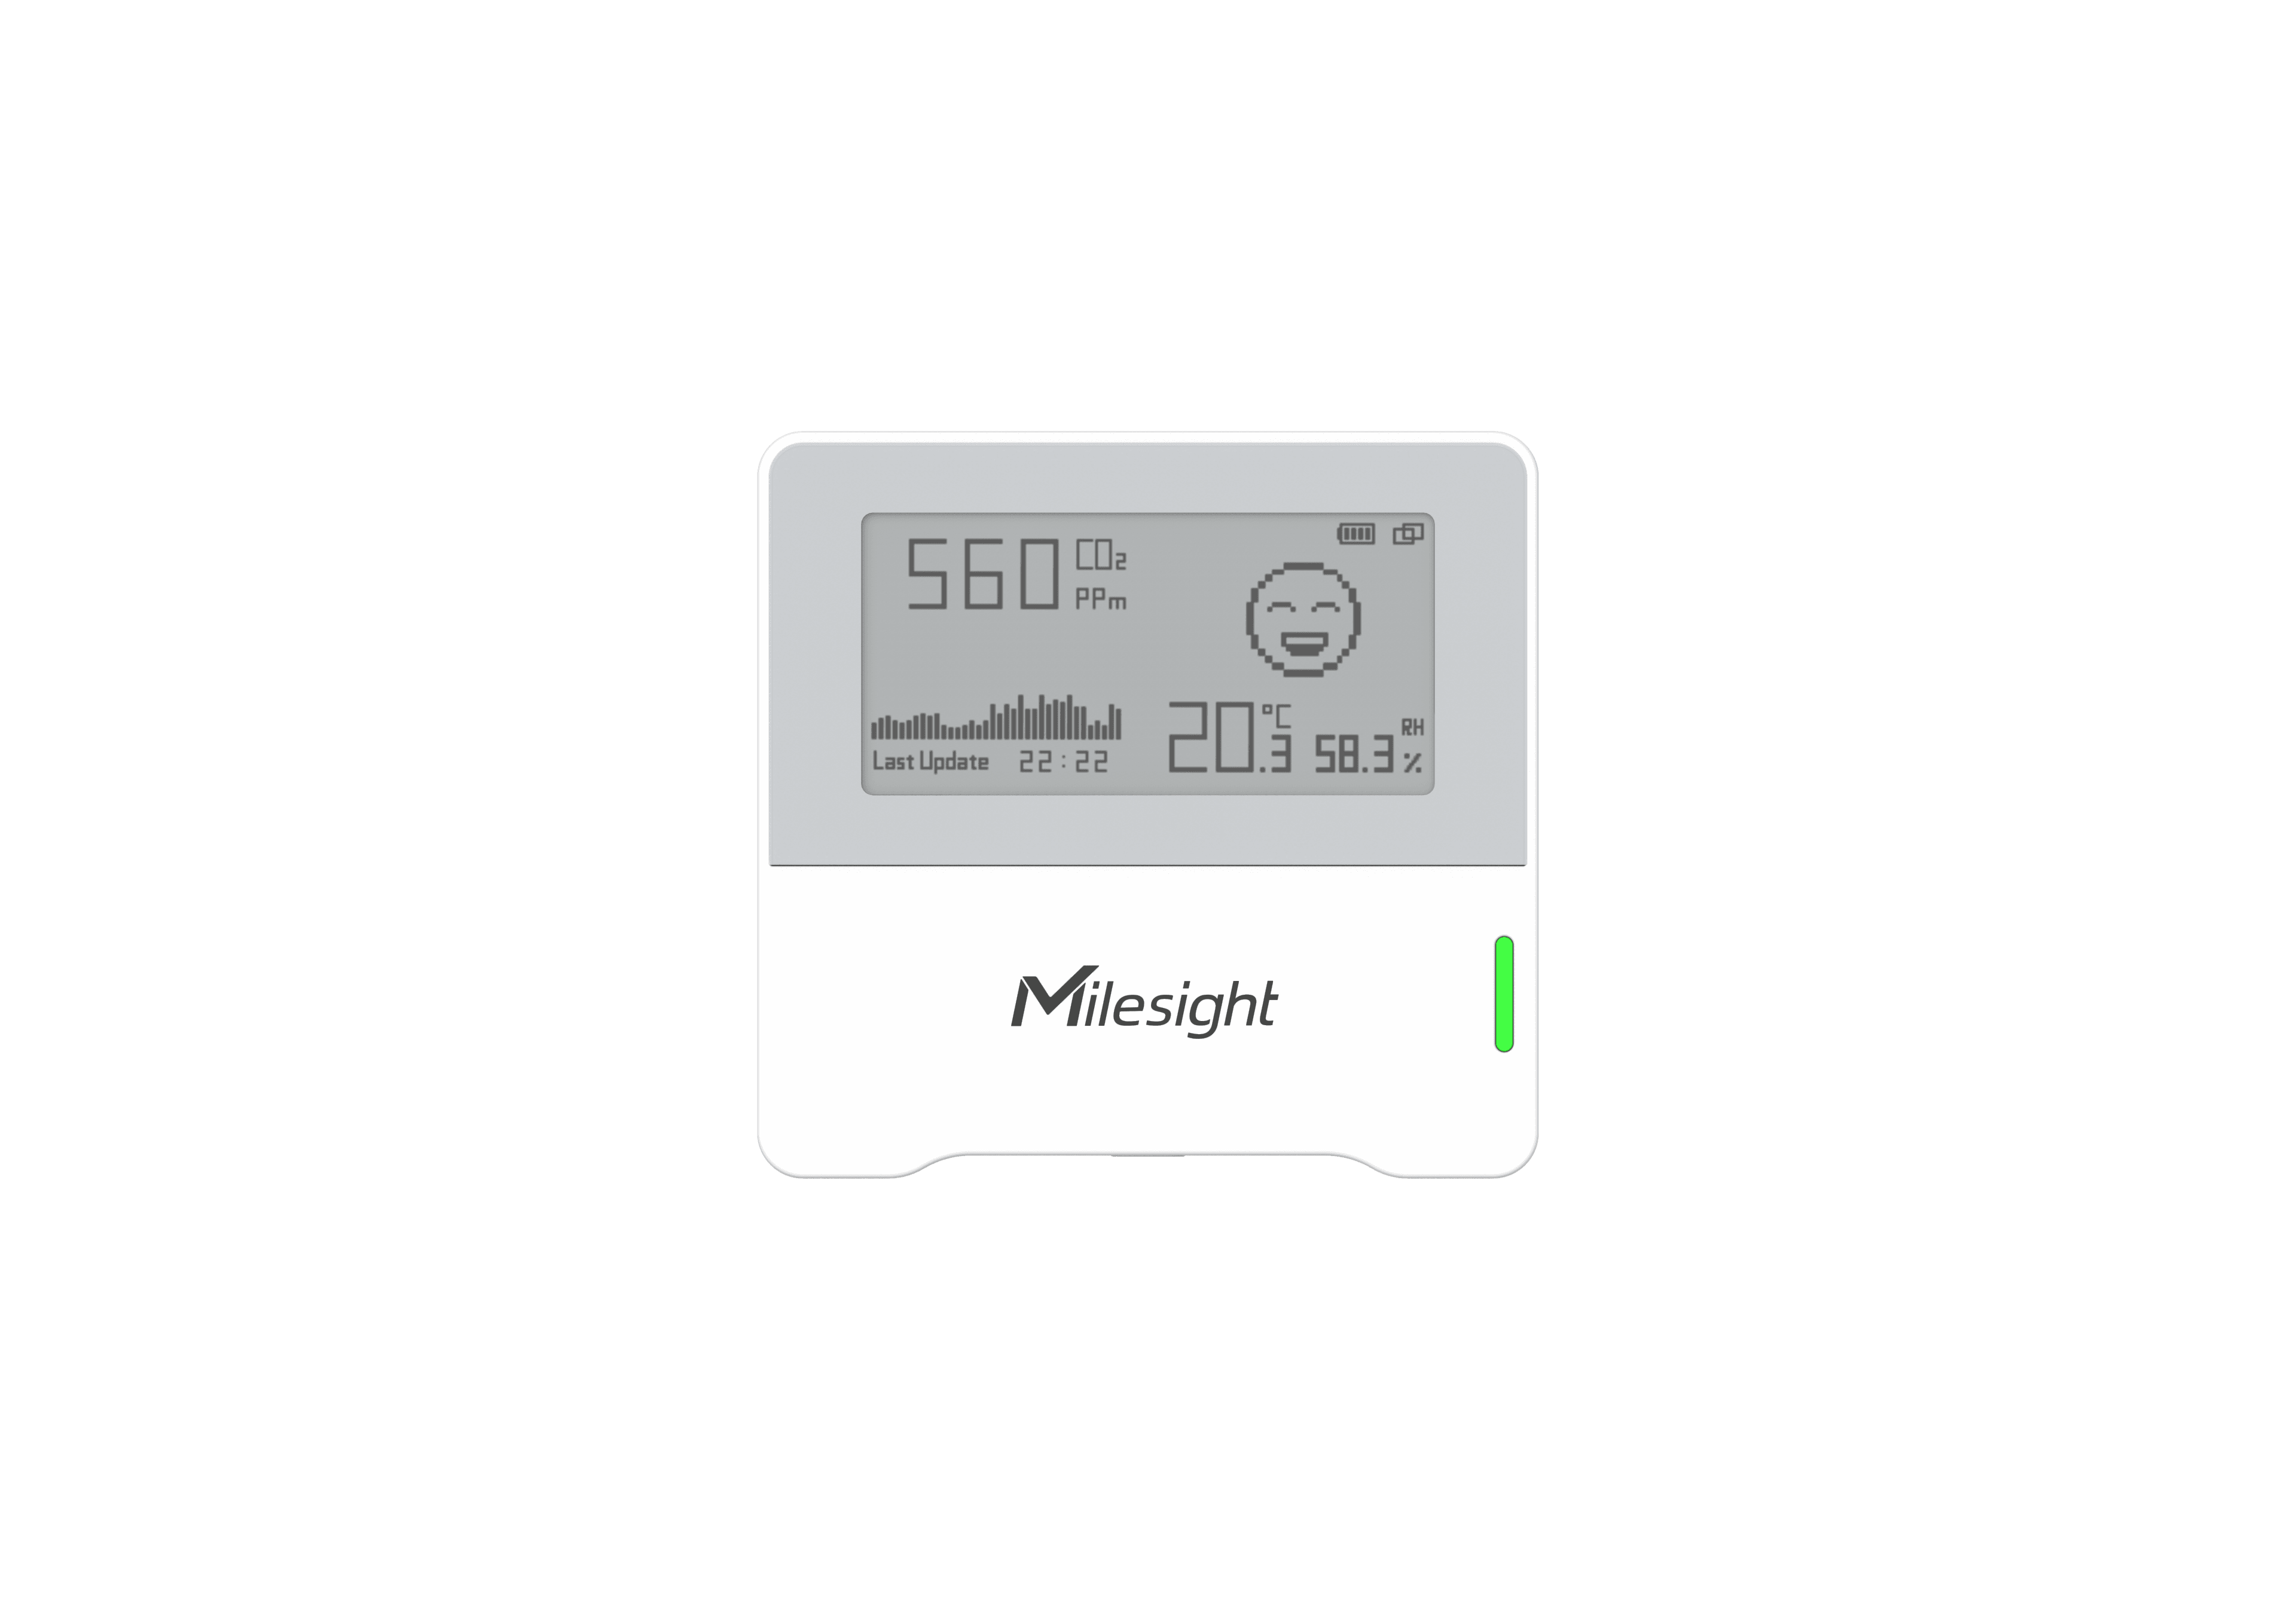 560 CO₂
PPm
20.3 °C
58.3 RH %
Last Update 22:22
Milesight